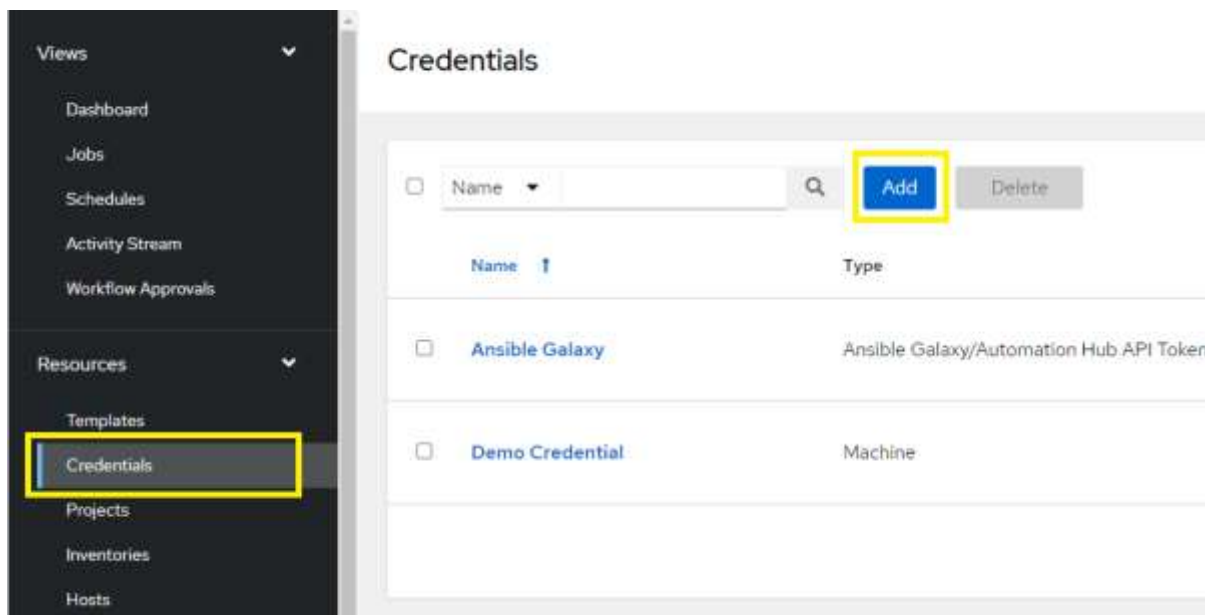 Views
Dashboard
Jobs
Schedules
Activity Stream
Workflow Approvals
Resources
Templates
Credentials
Projects
Inventories
Hosts
Credentials
Name
Add
Delete
Name
Type
Ansible Galaxy
Ansible Galaxy/Automation Hub API Token
Demo Credential
Machine